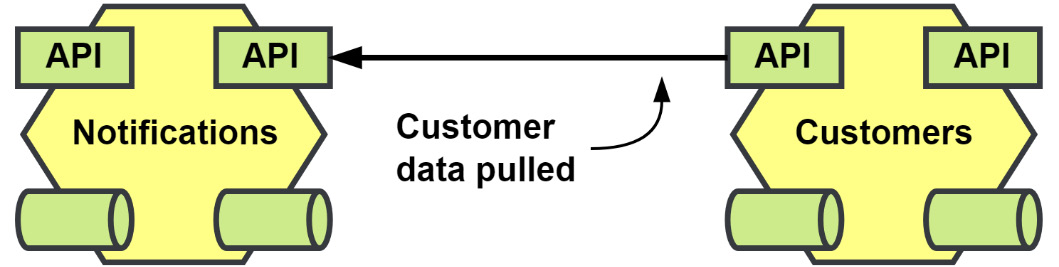 API
API
API
API
Notifications
Customer
data pulled
Customers